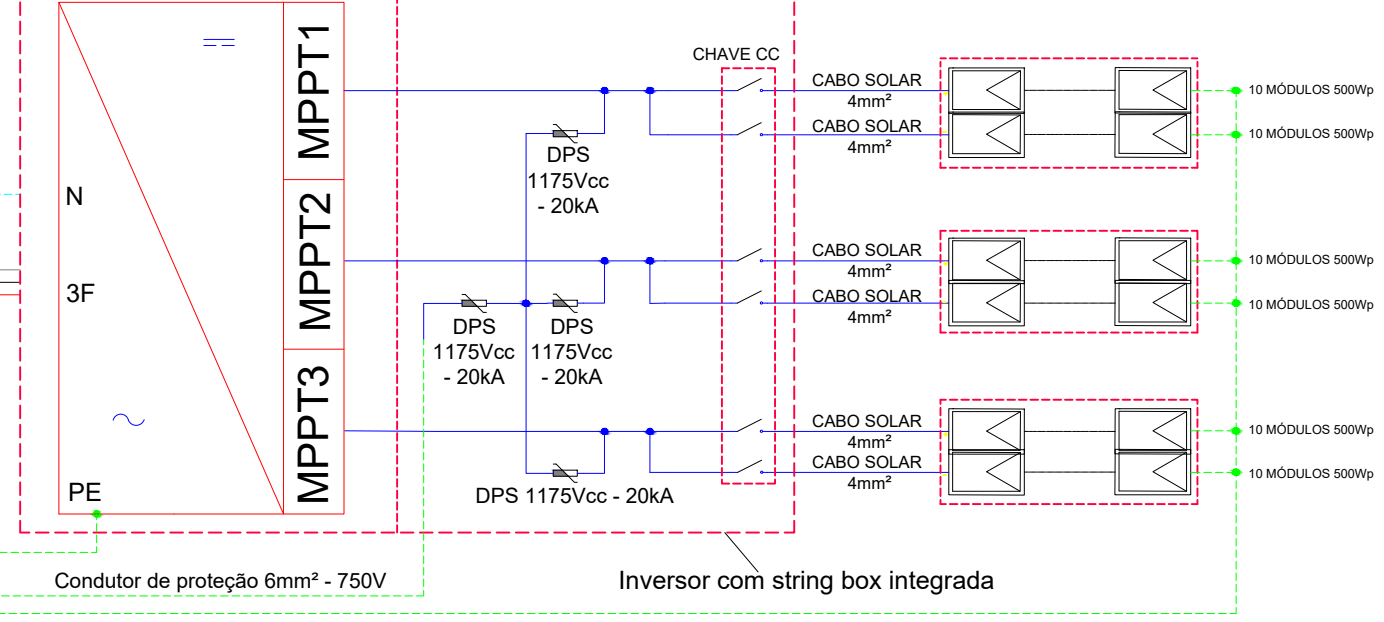 CHAVE CC
MPPT1
CABO SOLAR
4mm²
10 MÓDULOS 500Wp
CABO SOLAR
4mm²
10 MÓDULOS 500Wp
DPS
1175Vcc
- 20kA
N
MPPT2
CABO SOLAR
4mm²
10 MÓDULOS 500Wp
3F
CABO SOLAR
4mm²
10 MÓDULOS 500Wp
DPS
1175Vcc
- 20kA
DPS
1175Vcc
- 20kA
MPPT3
CABO SOLAR
4mm²
10 MÓDULOS 500Wp
CABO SOLAR
4mm²
10 MÓDULOS 500Wp
PE
DPS 1175Vcc - 20kA
Condutor de proteção 6mm² - 750V
Inversor com string box integrada